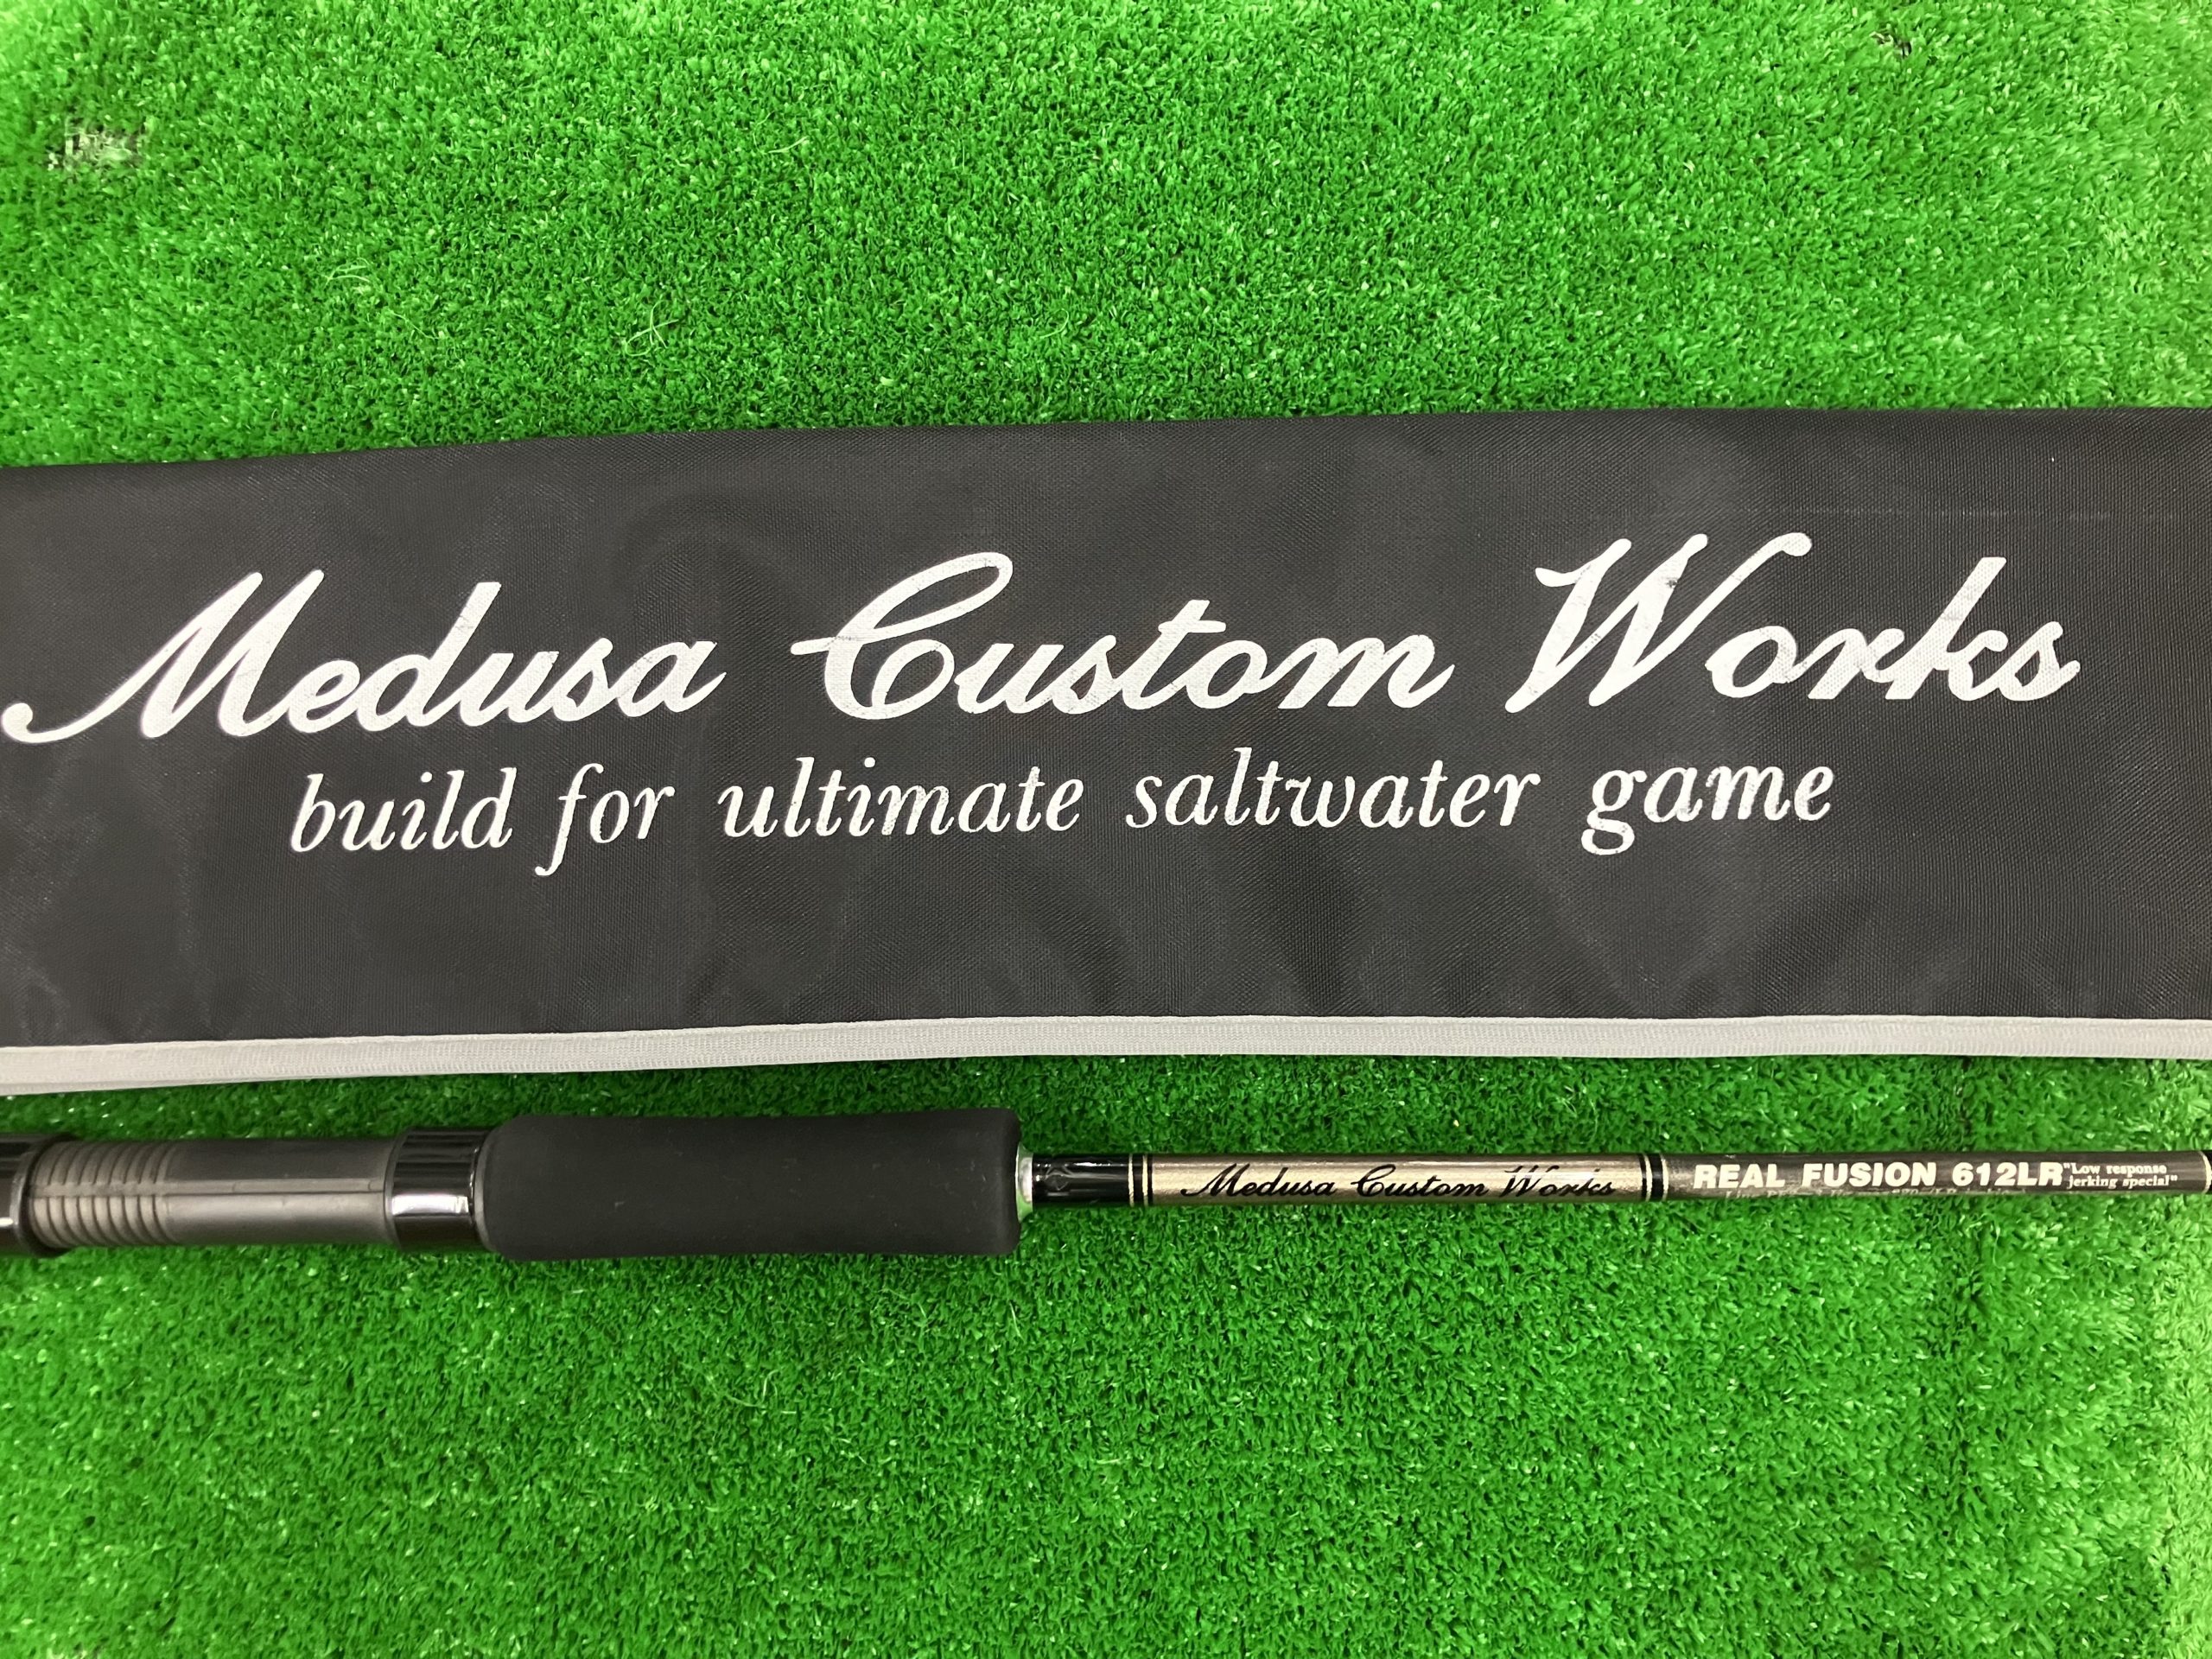 Medusa Custom Works
build for ultimate saltwater game
Medusa Custom Works
REAL FUSION 612LR "Low response
jerking special"